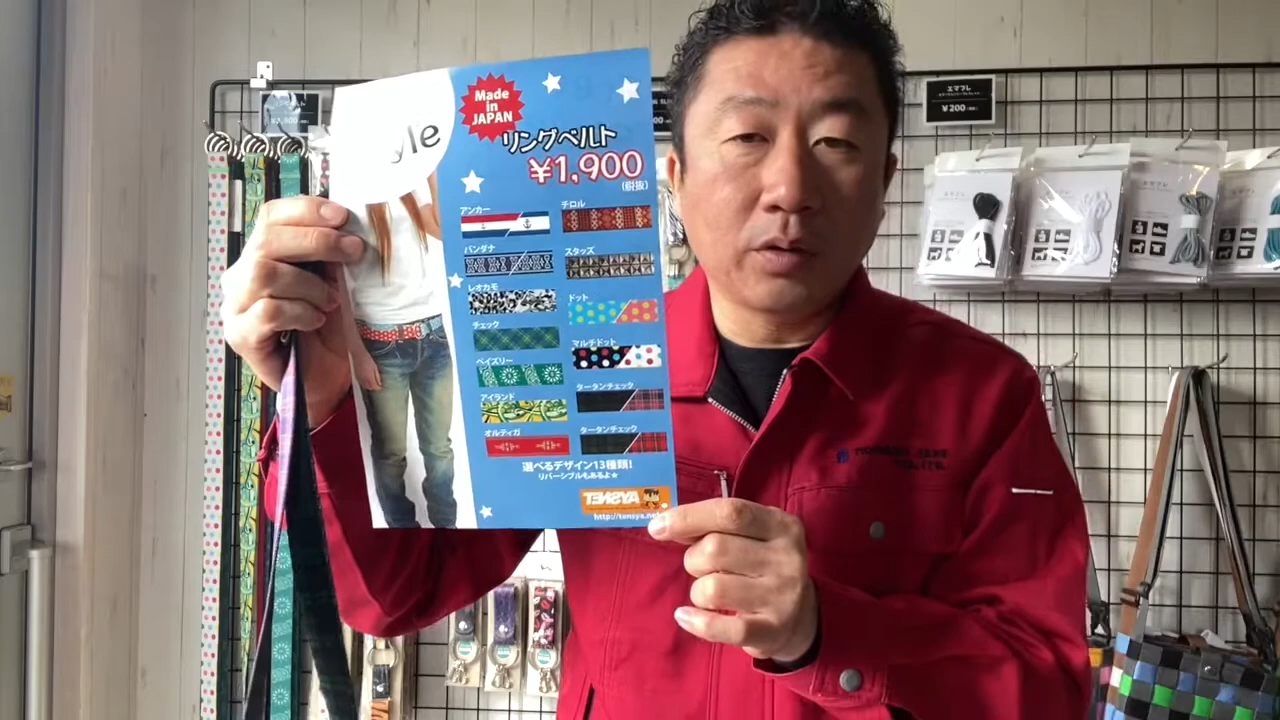 yle
Made
in
JAPAN
リングベルト
¥1,900
(税抜)
アンカー
チロル
バンダナ
スタッズ
レオカモ
ドット
チェック
マルチドット
ペイズリー
タータンチェック
アイランド
タータンチェック
オルティガ
選べるデザイン13種類!
リバーシブルもあるよ★
TENSYA
http://tensya.ne
エマブレ
¥200